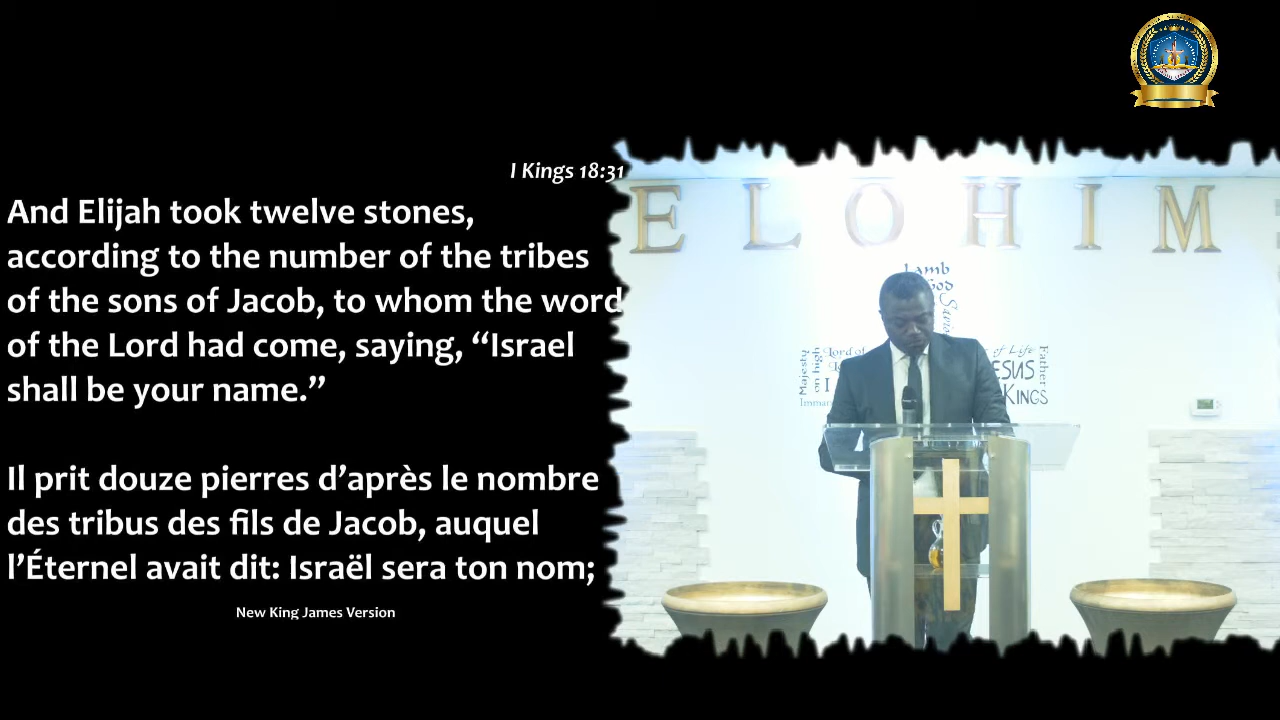 I Kings 18:31
And Elijah took twelve stones,
according to the number of the tribes
of the sons of Jacob, to whom the word
of the Lord had come, saying, “Israel
shall be your name.”
Il prit douze pierres d’après le nombre
des tribus des fils de Jacob, auquel
l’Éternel avait dit: Israël sera ton nom;
New King James Version
ELOHIM
Lamb
God
Majesty
on high
Lord of
of Life
Father
KINGS